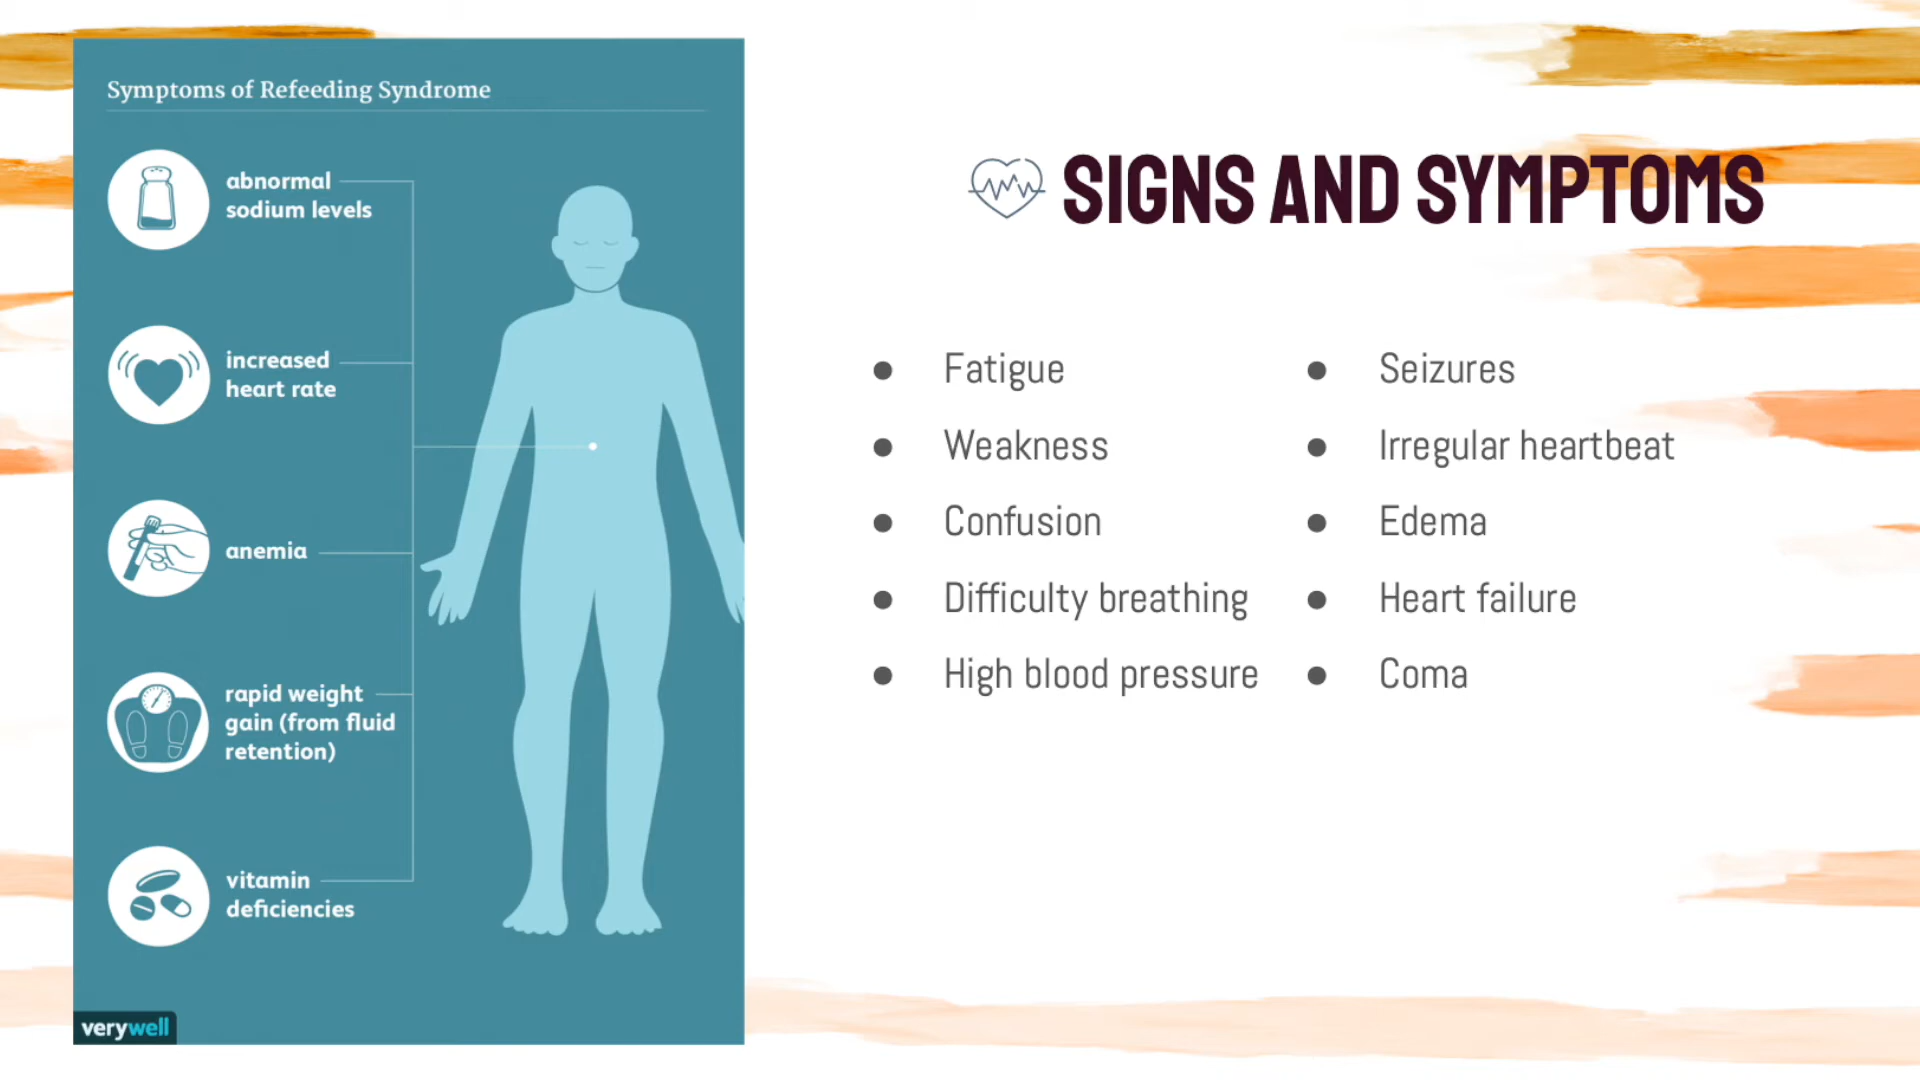 Symptoms of Refeeding Syndrome
abnormal
sodium levels
increased
heart rate
anemia
rapid weight
gain (from fluid
retention)
vitamin
deficiencies
verywell
SIGNS AND SYMPTOMS
● Fatigue
● Weakness
● Confusion
● Difficulty breathing
● High blood pressure
● Seizures
● Irregular heartbeat
● Edema
● Heart failure
● Coma